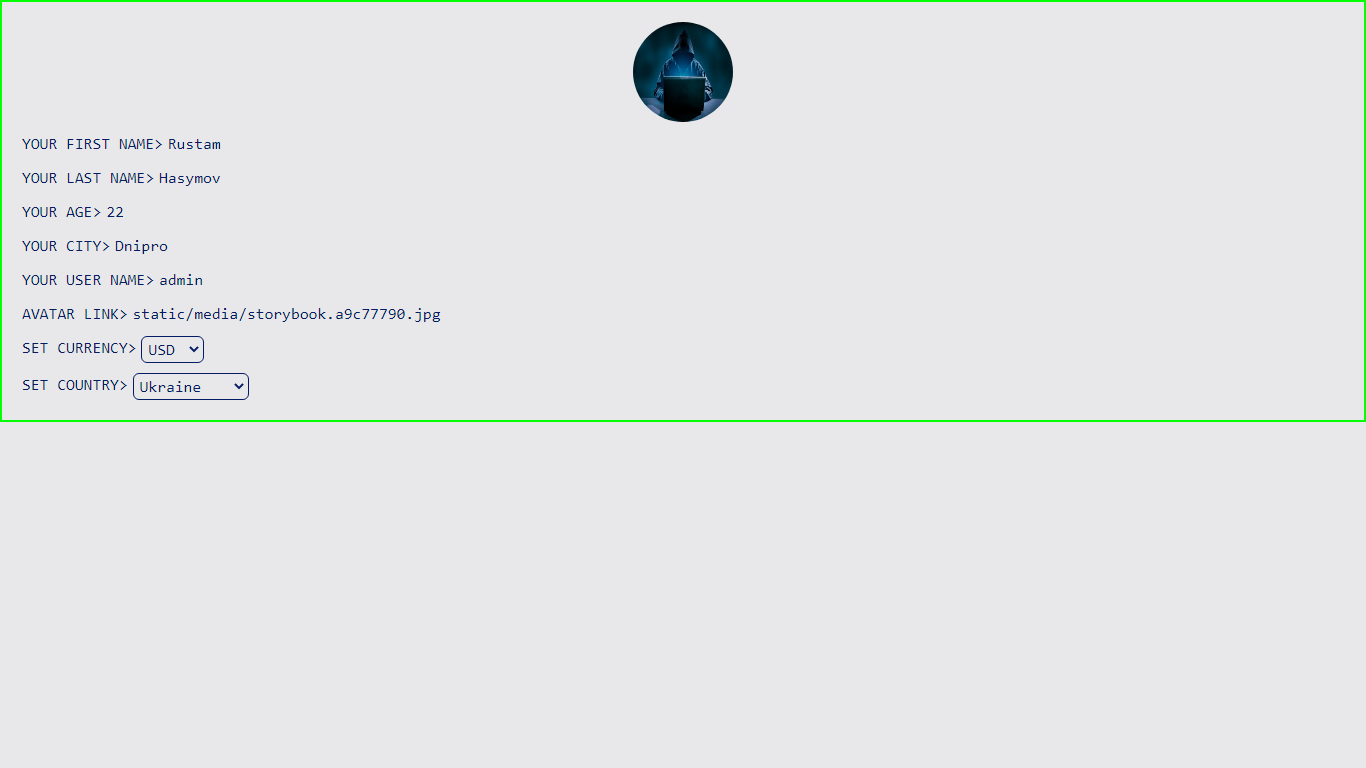 YOUR FIRST NAME> Rustam
YOUR LAST NAME> Hasymov
YOUR AGE> 22
YOUR CITY> Dnipro
YOUR USER NAME> admin
AVATAR LINK> static/media/storybook.a9c77790.jpg
SET CURRENCY> USD
SET COUNTRY> Ukraine